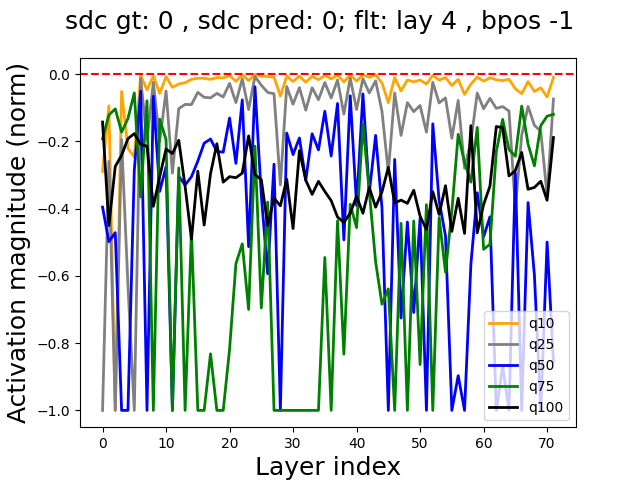 sdc gt: 0 , sdc pred: 0; flt: lay 4 , bpos -1
Activation magnitude (norm)
0.0
−0.2
−0.4
−0.6
−0.8
−1.0
0 10 20 30 40 50 60 70
Layer index
q10
q25
q50
q75
q100